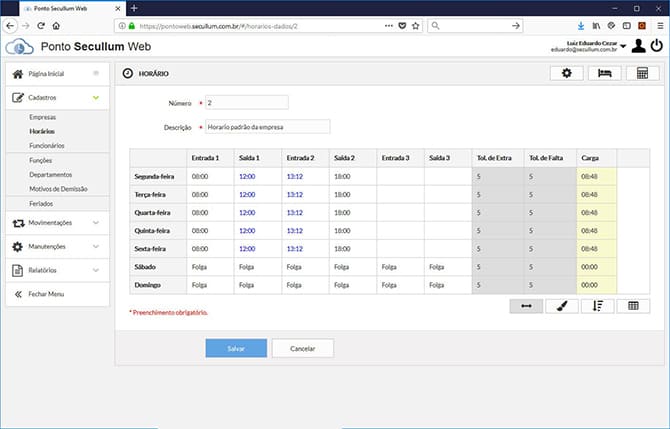 Ponto Secullum Web
https://pontoweb.secullum.com.br/#/horarios-dados/2
Ponto Secullum Web
Luiz Eduardo Cezar
eduardo@secullum.com.br
Página Inicial
Cadastros
Empresas
Horários
Funcionários
Funções
Departamentos
Motivos de Demissão
Feriados
Movimentações
Manutenções
Relatórios
Fechar Menu
HORÁRIO
Número * 2
Descrição * Horario padrão da empresa
Entrada 1 Saída 1 Entrada 2 Saída 2 Entrada 3 Saída 3 Tol. de Extra Tol. de Falta Carga
Segunda-feira 08:00 12:00 13:12 18:00 5 5 08:48
Terça-feira 08:00 12:00 13:12 18:00 5 5 08:48
Quarta-feira 08:00 12:00 13:12 18:00 5 5 08:48
Quinta-feira 08:00 12:00 13:12 18:00 5 5 08:48
Sexta-feira 08:00 12:00 13:12 18:00 5 5 08:48
Sábado Folga Folga Folga Folga Folga Folga 5 5 00:00
Domingo Folga Folga Folga Folga Folga Folga 5 5 00:00
* Preenchimento obrigatório.
Salvar Cancelar